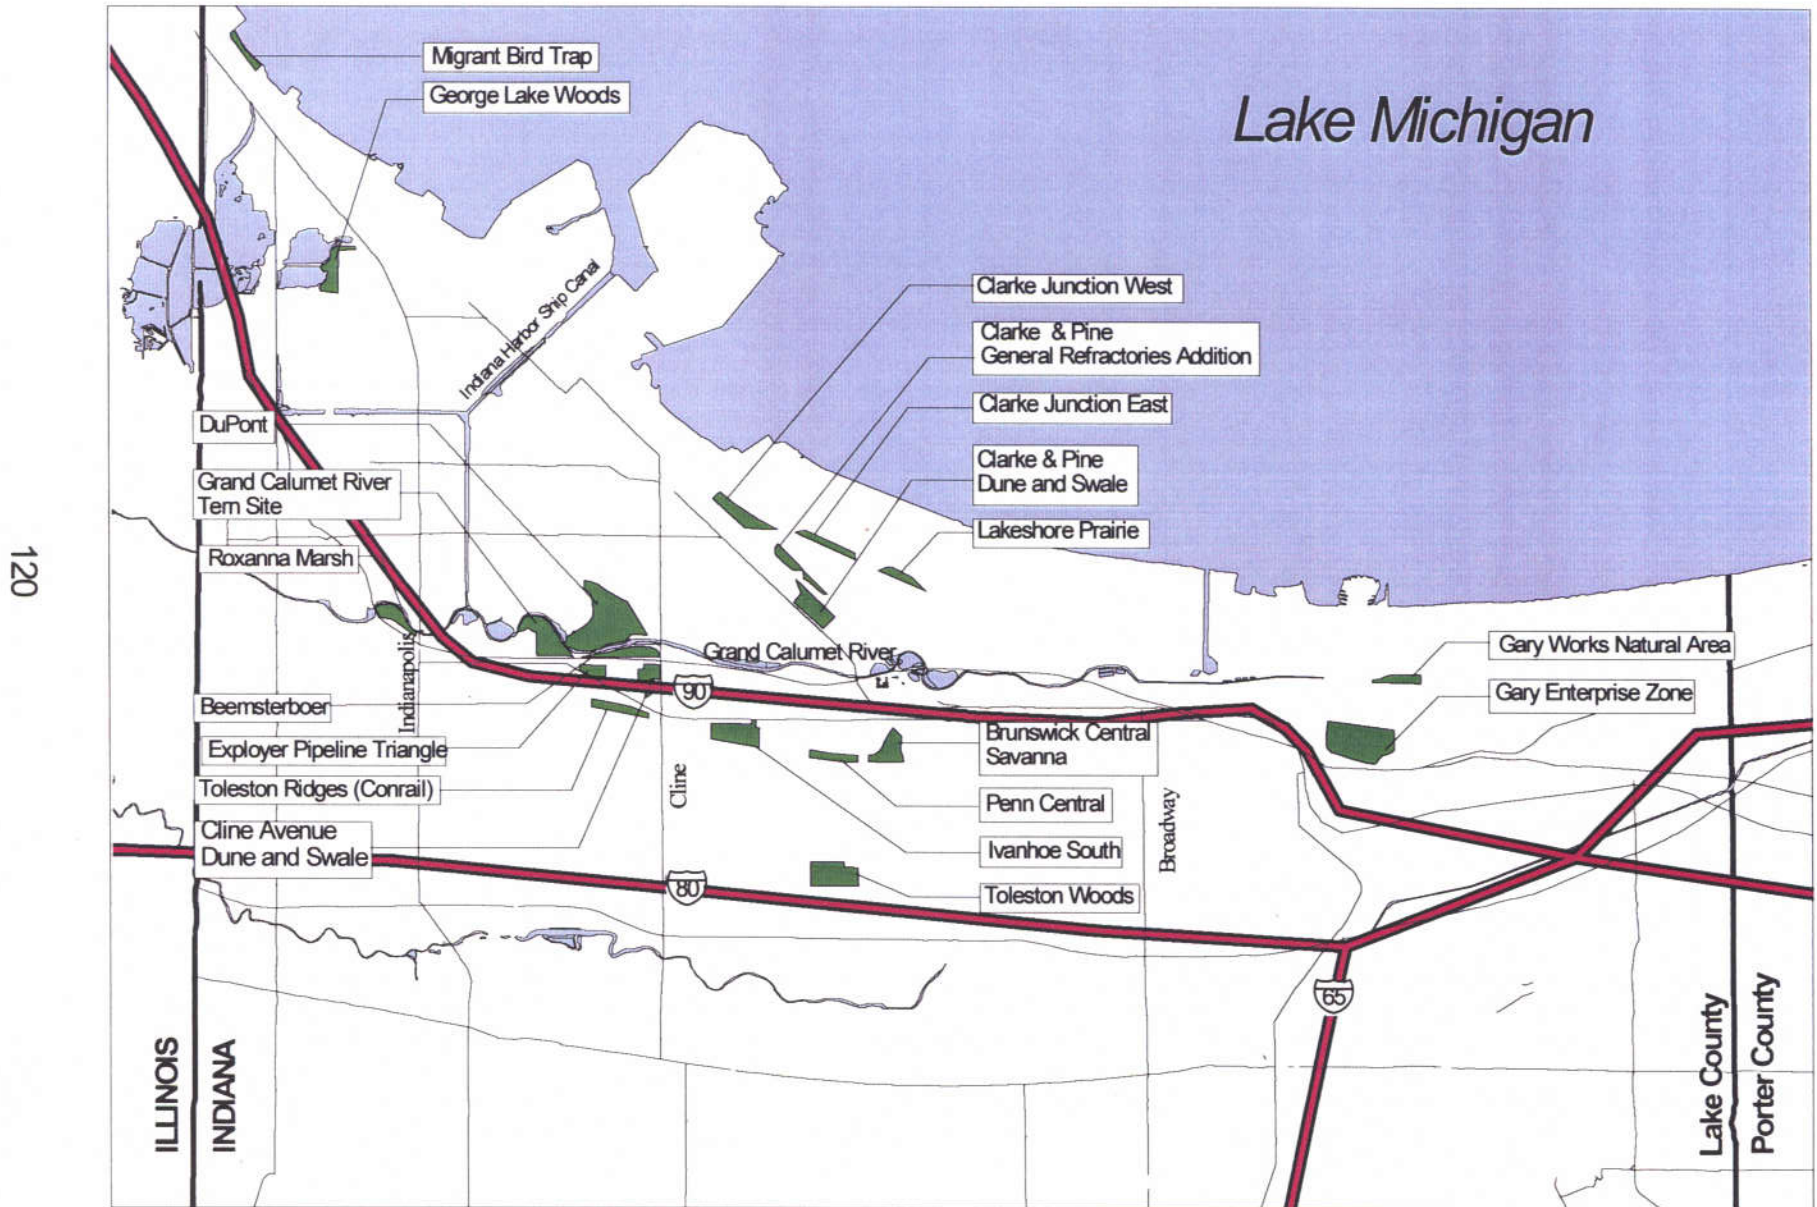 Migrant Bird Trap
George Lake Woods
Lake Michigan
Indiana Harbor Ship Canal
Clarke Junction West
Clarke & Pine
General Refractories Addition
Clarke Junction East
Clarke & Pine
Dune and Swale
Lakeshore Prairie
DuPont
Grand Calumet River
Tern Site
Roxanna Marsh
120
Indianapolis
Grand Calumet River
Gary Works Natural Area
Gary Enterprise Zone
90
Beemsterboer
Exployer Pipeline Triangle
Toleston Ridges (Conrail)
Cline Avenue
Dune and Swale
Cline
Brunswick Central
Savanna
Penn Central
Ivanhoe South
Toleston Woods
Broadway
80
65
ILLINOIS
INDIANA
Lake County
Porter County